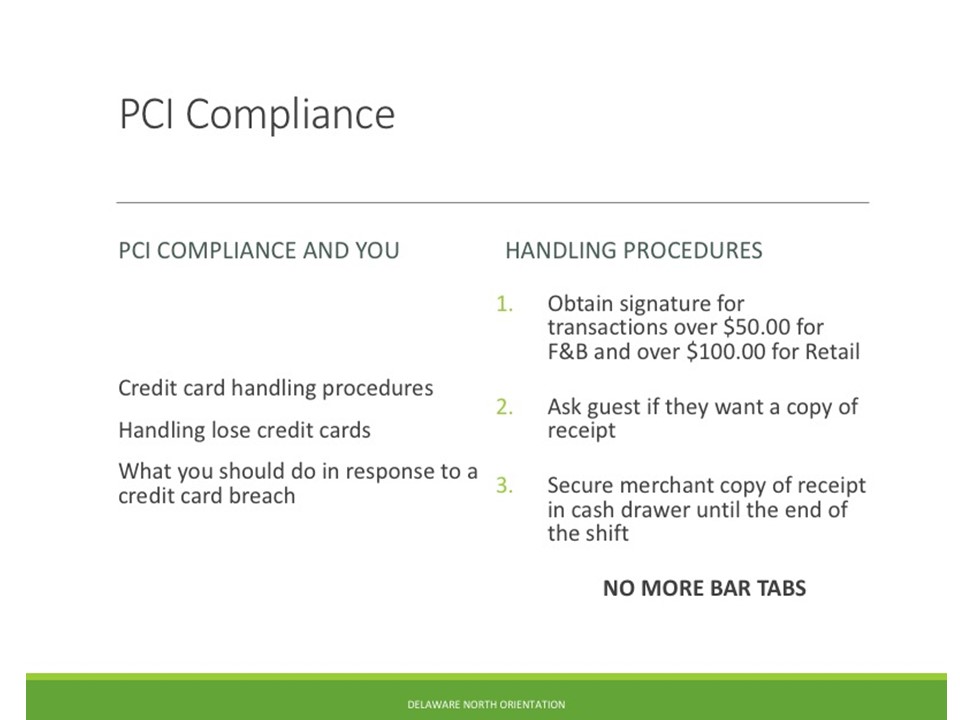 PCI Compliance
PCI COMPLIANCE AND YOU
Credit card handling procedures
Handling lose credit cards
What you should do in response to a
credit card breach
HANDLING PROCEDURES
1. Obtain signature for
transactions over $50.00 for
F&B and over $100.00 for Retail
2. Ask guest if they want a copy of
receipt
3. Secure merchant copy of receipt
in cash drawer until the end of
the shift
NO MORE BAR TABS
DELAWARE NORTH ORIENTATION